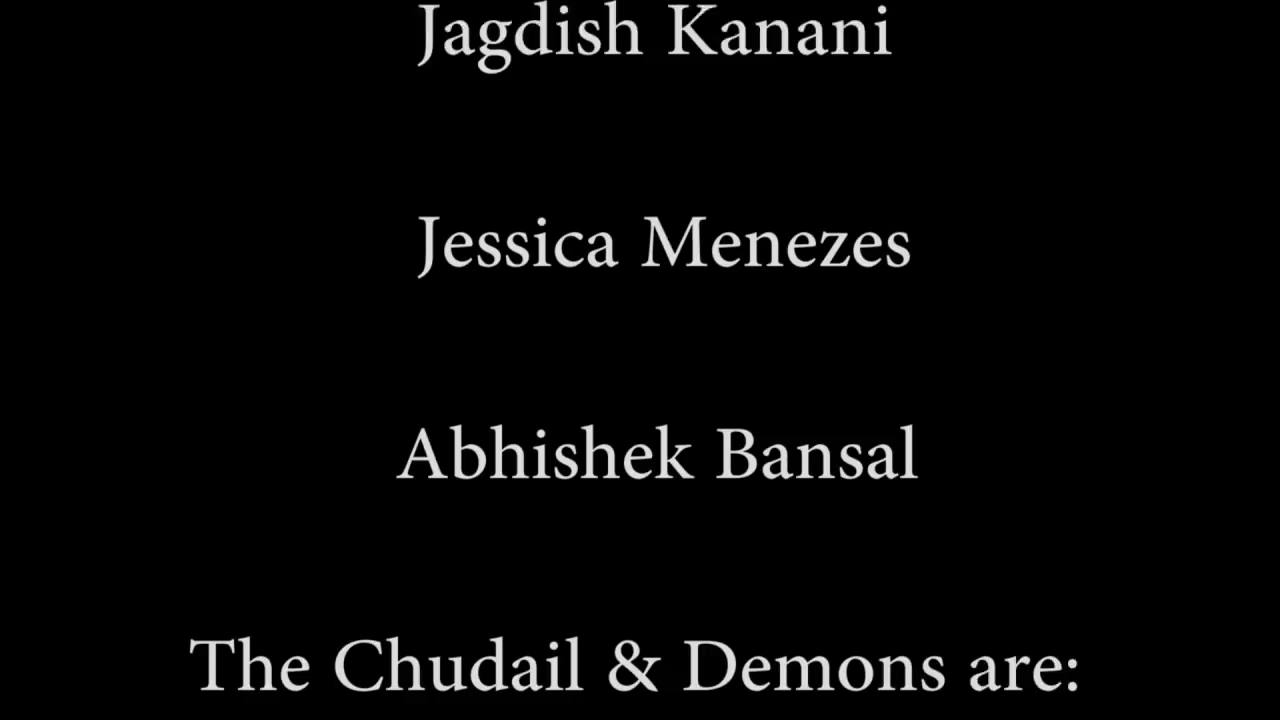 Jagdish Kanani
Jessica Menezes
Abhishek Bansal
The Chudail & Demons are: